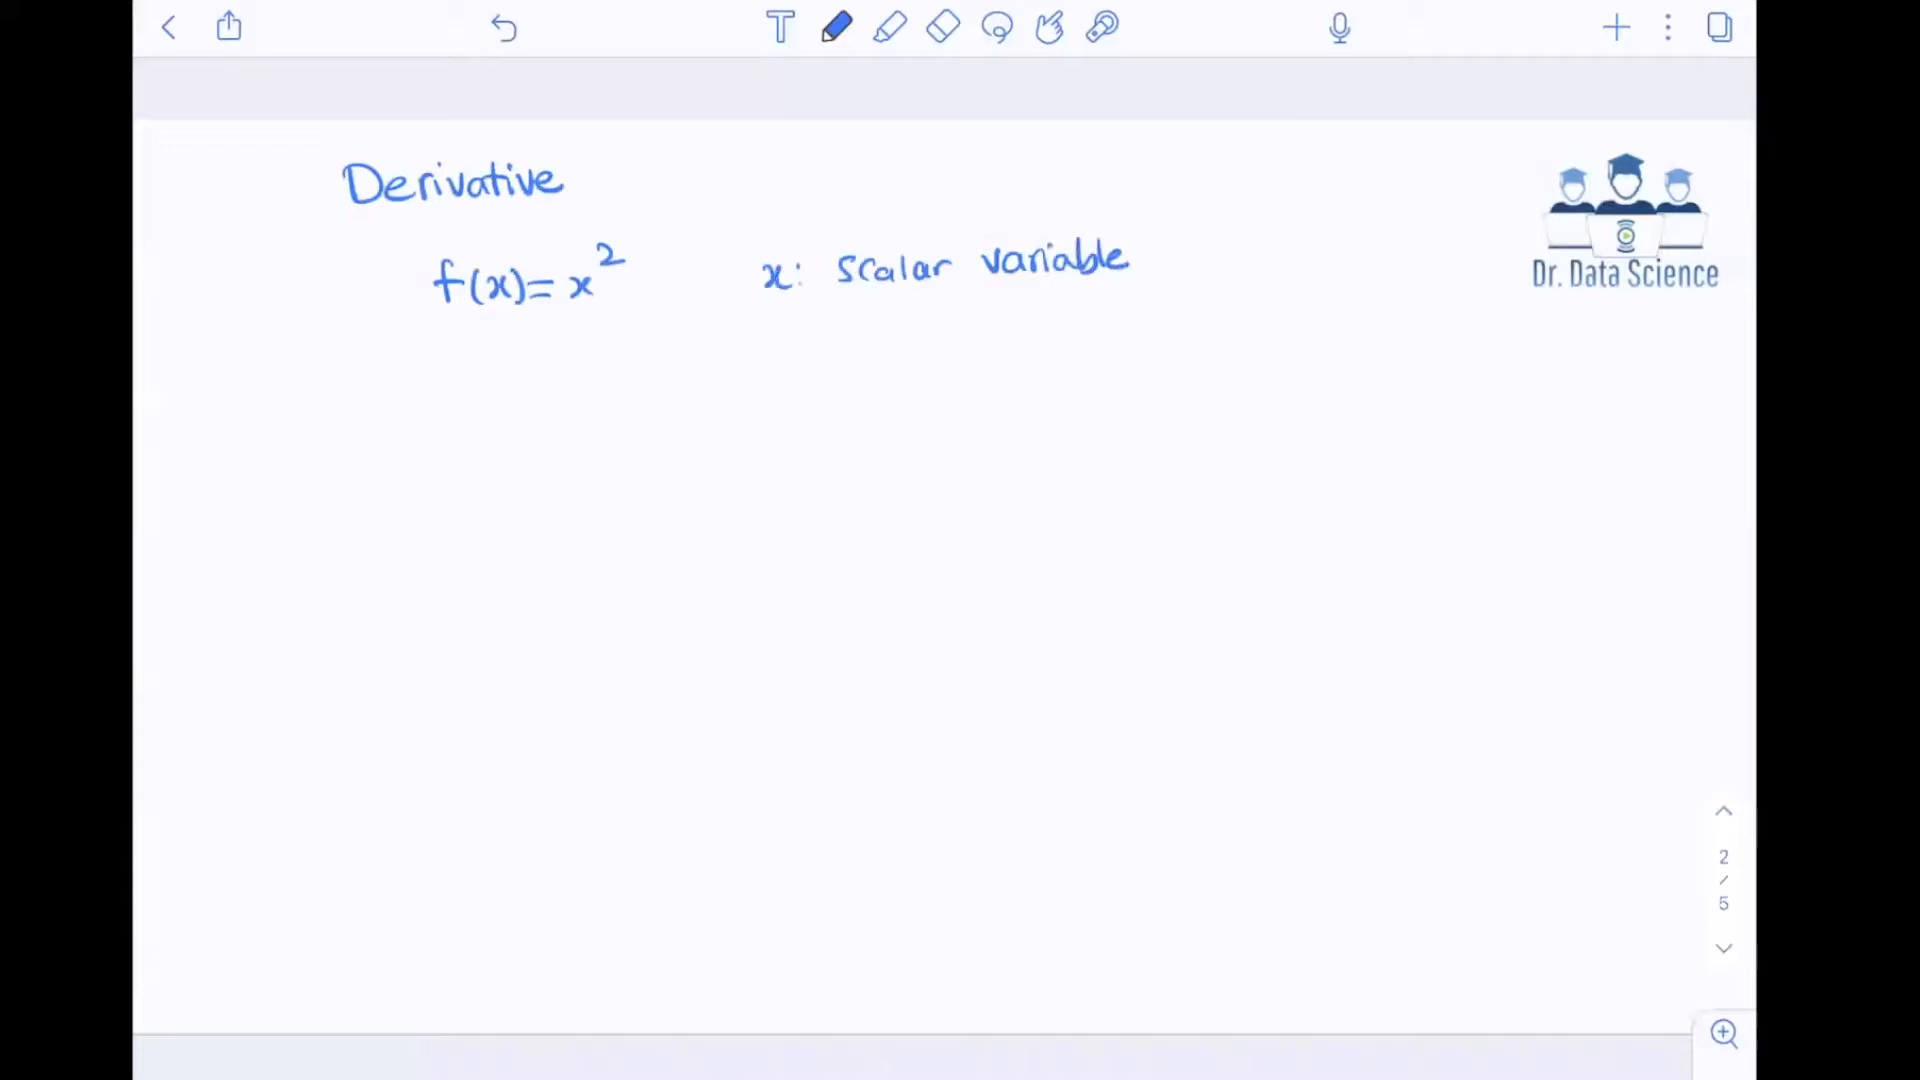 Derivative
f(x)= x²
x: scalar variable
Dr. Data Science
2
/
5